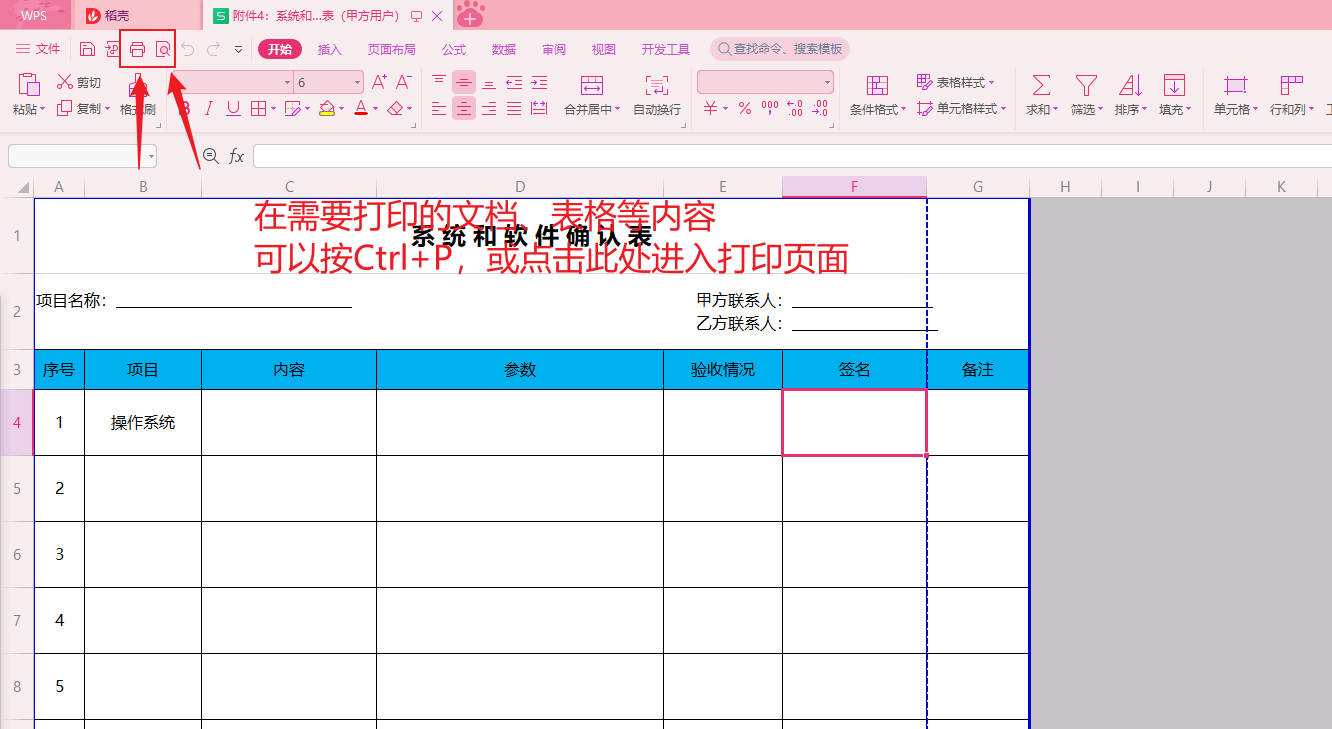 WPS 稻壳 附件4：系统和...表（甲方用户）
文件 开始 插入 页面布局 公式 数据 审阅 视图 开发工具 查找命令、搜索模板
剪切 6 A+ A- 表格样式
粘贴 复制 格式刷 B I U A 合并居中 自动换行 ¥ % 条件格式 单元格样式 求和 筛选 排序 填充 单元格 行和列
fx
A B C D E F G H I J K
在需要打印的文档、表格等内容
1 系统和软件确认表
可以按Ctrl+P，或点击此处进入打印页面
2 项目名称： 甲方联系人：
乙方联系人：
3 序号 项目 内容 参数 验收情况 签名 备注
4 1 操作系统
5 2
6 3
7 4
8 5